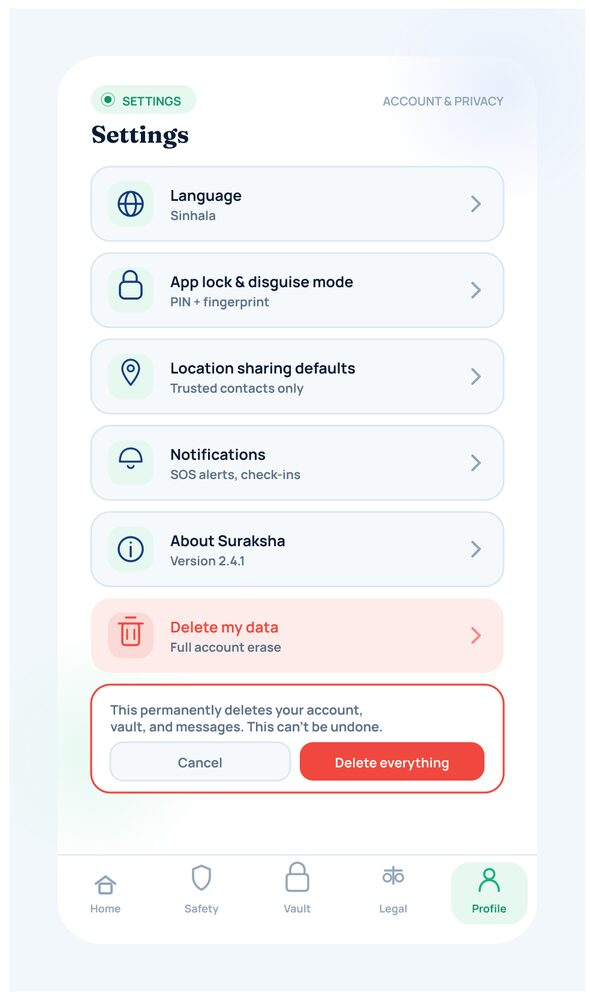 SETTINGS
ACCOUNT & PRIVACY
Settings
Language
Sinhala
App lock & disguise mode
PIN + fingerprint
Location sharing defaults
Trusted contacts only
Notifications
SOS alerts, check-ins
About Suraksha
Version 2.4.1
Delete my data
Full account erase
This permanently deletes your account,
vault, and messages. This can't be undone.
Cancel
Delete everything
Home
Safety
Vault
Legal
Profile